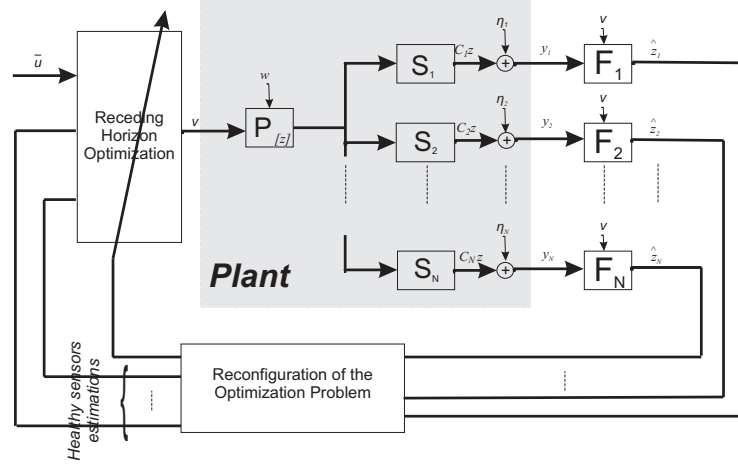 ū
Receding
Horizon
Optimization
v
w
P[z]
S1
C1z
η1
+
y1
v
F1
ẑ1
S2
C2z
η2
+
y2
v
F2
ẑ2
SN
CNz
ηN
+
yN
v
FN
ẑN
Plant
Reconfiguration of the
Optimization Problem
Healthy sensors
estimations